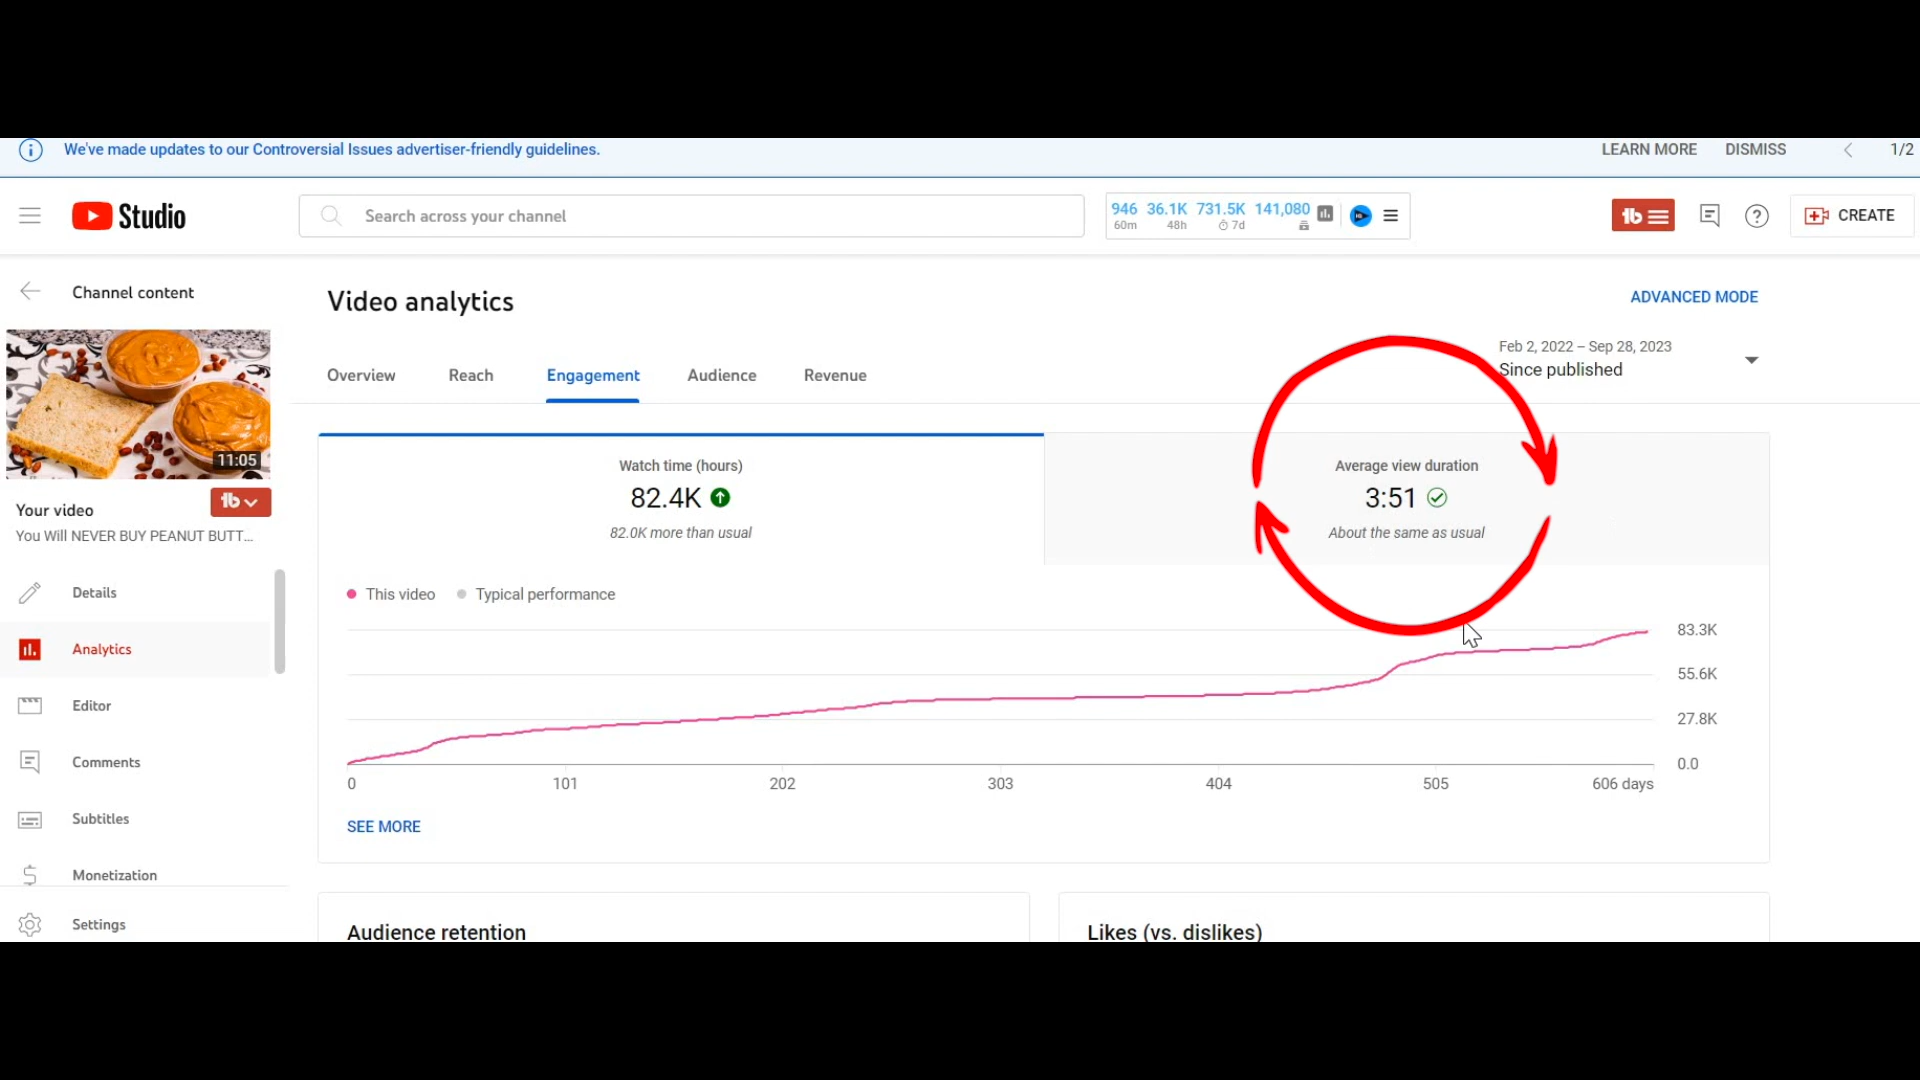 We've made updates to our Controversial Issues advertiser-friendly guidelines.
LEARN MORE
DISMISS
1/2
Studio
Search across your channel
946 36.1K 731.5K 141,080
60m 48h 7d
CREATE
Channel content
11:05
Your video
You Will NEVER BUY PEANUT BUTT...
Details
Analytics
Editor
Comments
Subtitles
Monetization
Settings
Video analytics
ADVANCED MODE
Feb 2, 2022 – Sep 28, 2023
Since published
Overview
Reach
Engagement
Audience
Revenue
Watch time (hours)
82.4K
82.0K more than usual
Average view duration
3:51
About the same as usual
This video
Typical performance
83.3K
55.6K
27.8K
0.0
0 101 202 303 404 505 606 days
SEE MORE
Audience retention
Likes (vs. dislikes)